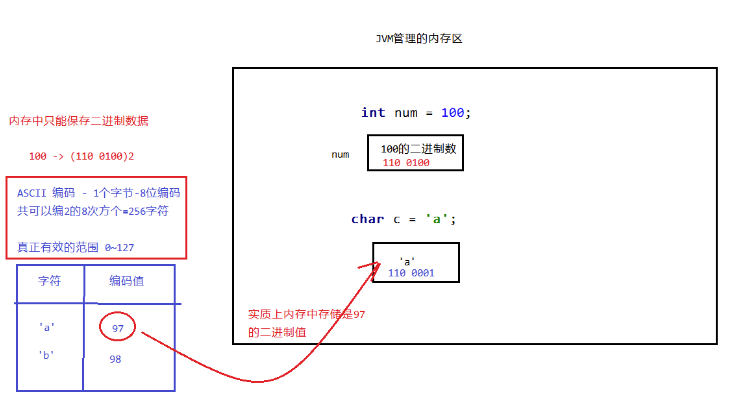 JVM管理的内存区
int num = 100;
内存中只能保存二进制数据
100 -> (110 0100)2
num
100的二进制数
110 0100
ASCII 编码 - 1个字节-8位编码
共可以编2的8次方个=256字符
真正有效的范围 0~127
char c = 'a';
'a'
110 0001
字符 编码值
'a' 97
'b' 98
实质上内存中存储是97
的二进制值